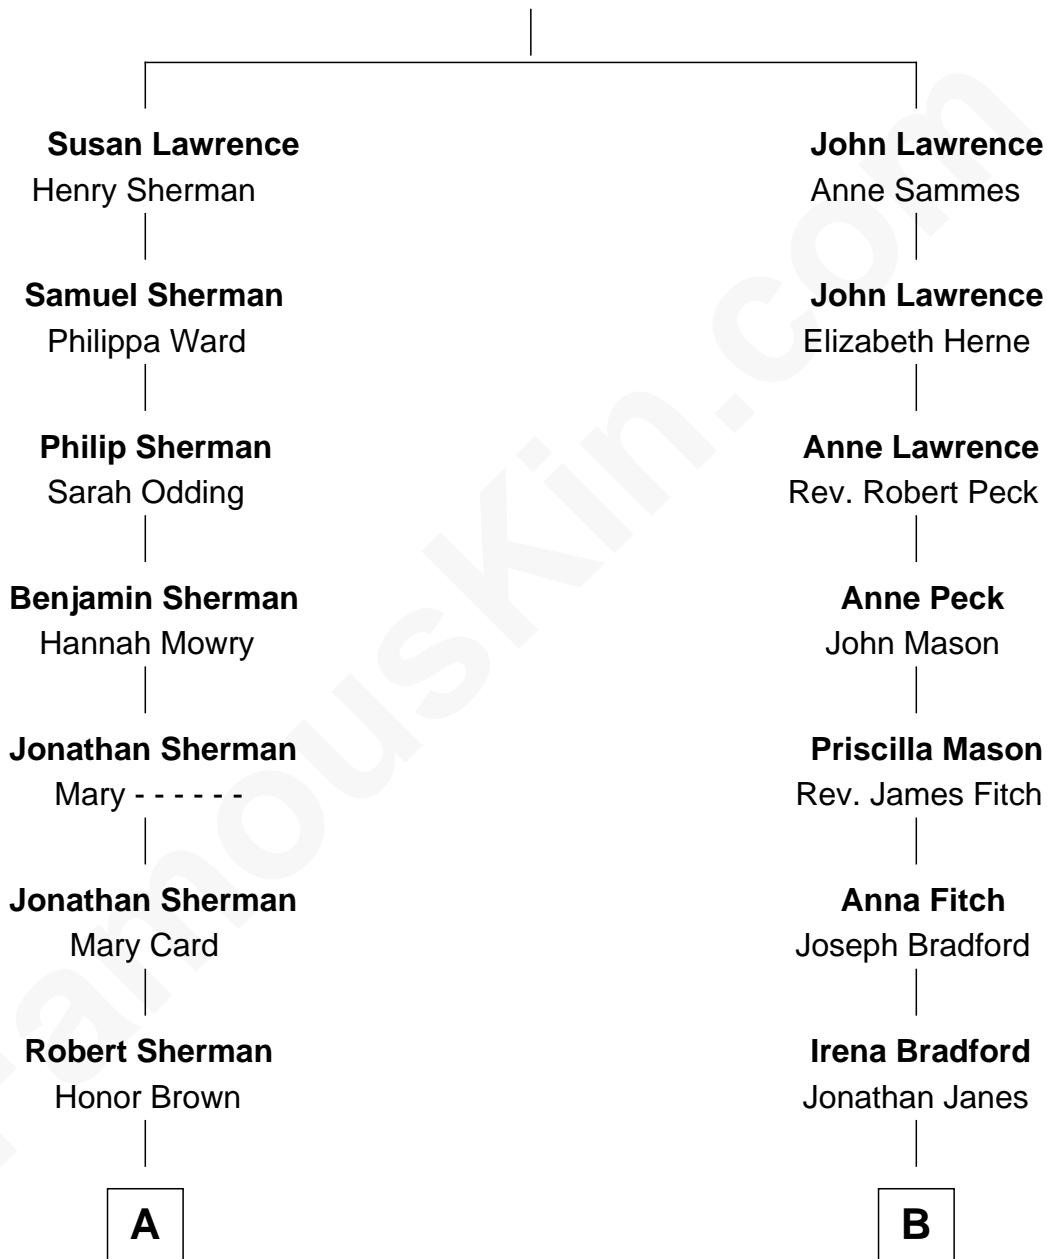 Susan Lawrence
Henry Sherman
Samuel Sherman
Philippa Ward
Philip Sherman
Sarah Odding
Benjamin Sherman
Hannah Mowry
Jonathan Sherman
Mary - - - - - -
Jonathan Sherman
Mary Card
Robert Sherman
Honor Brown
A
John Lawrence
Anne Sammes
John Lawrence
Elizabeth Herne
Anne Lawrence
Rev. Robert Peck
Anne Peck
John Mason
Priscilla Mason
Rev. James Fitch
Anna Fitch
Joseph Bradford
Irena Bradford
Jonathan Janes
B
FamousKin.com